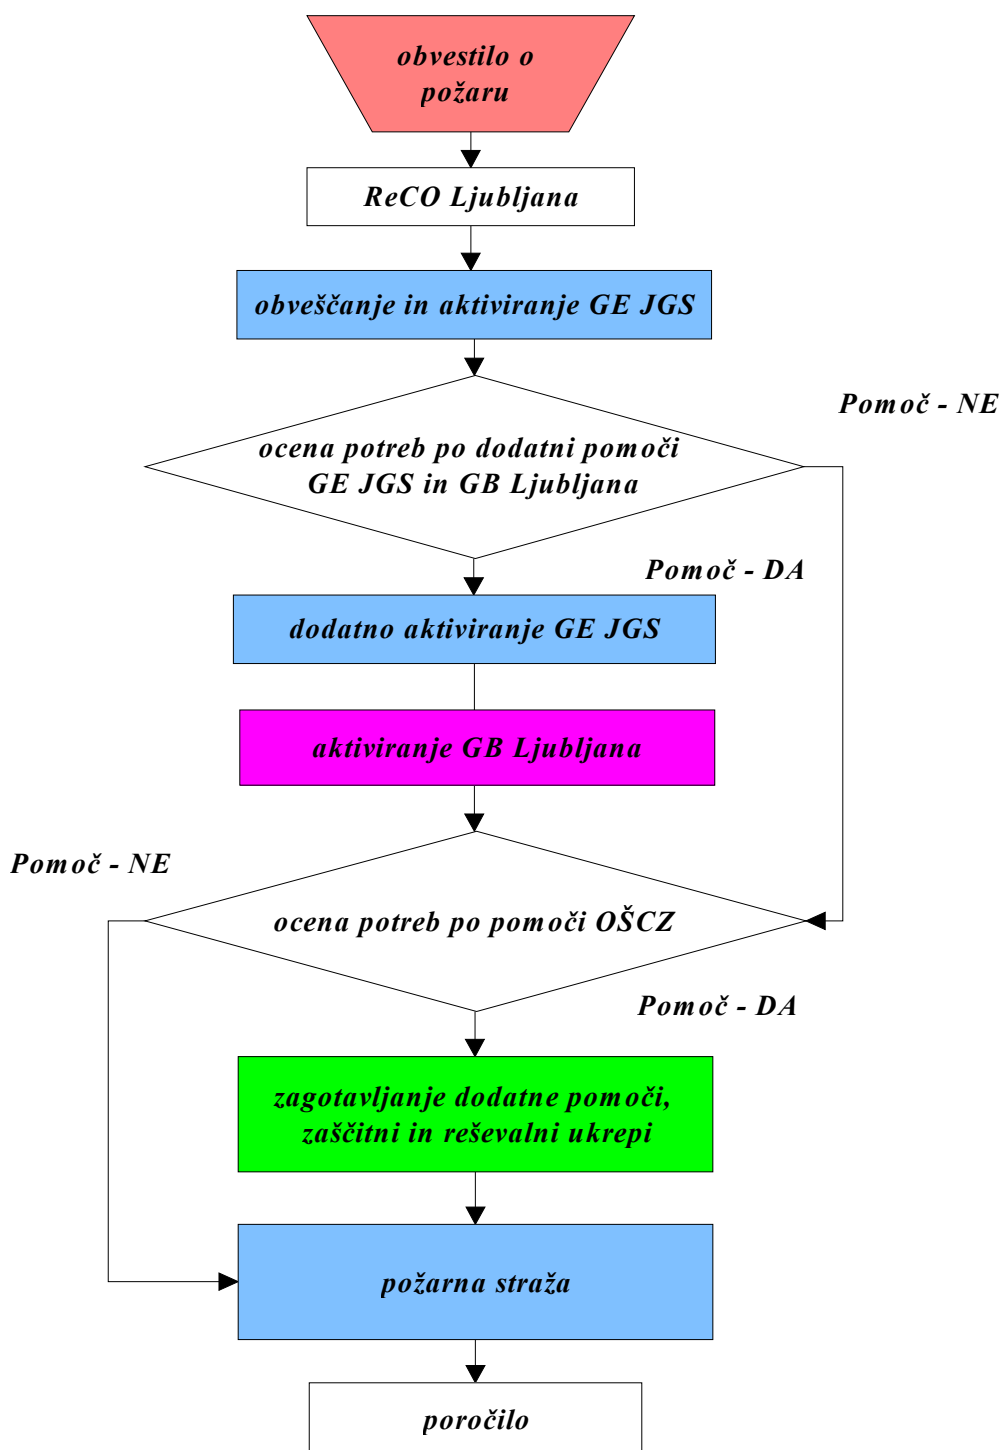 obvestilo o
požaru
ReCO Ljubljana
obveščanje in aktiviranje GE JGS
Pomoč - NE
ocena potreb po dodatni pomoči
GE JGS in GB Ljubljana
Pomoč - DA
dodatno aktiviranje GE JGS
aktiviranje GB Ljubljana
Pomoč - NE
ocena potreb po pomoči OŠCZ
Pomoč - DA
zagotavljanje dodatne pomoči,
zaščitni in reševalni ukrepi
požarna straža
poročilo